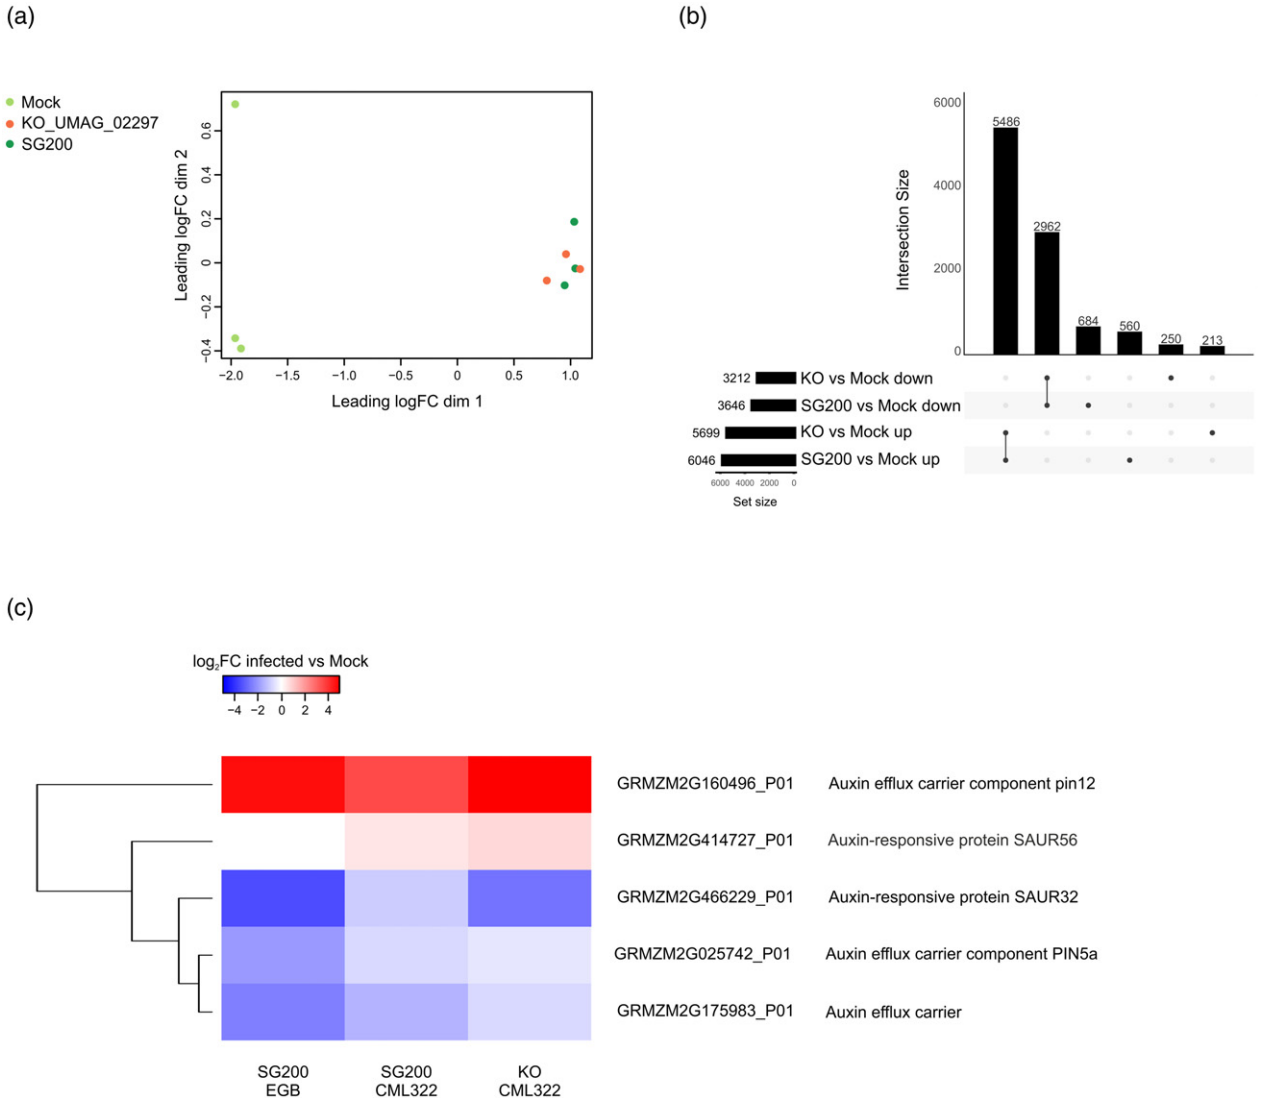 (a)
Mock
KO_UMAG_02297
SG200
Leading logFC dim 2
0.6
0.4
0.2
0
−0.2
−0.4
−2.0 −1.5 −1.0 −0.5 0 0.5 1.0
Leading logFC dim 1
(b)
Intersection Size
6000
4000
2000
0
5486
2962
684
560
250
213
3212 KO vs Mock down
3646 SG200 vs Mock down
5699 KO vs Mock up
6046 SG200 vs Mock up
6000 4000 2000 0
Set size
(c)
log₂FC infected vs Mock
−4 −2 0 2 4
GRMZM2G160496_P01 Auxin efflux carrier component pin12
GRMZM2G414727_P01 Auxin-responsive protein SAUR56
GRMZM2G466229_P01 Auxin-responsive protein SAUR32
GRMZM2G025742_P01 Auxin efflux carrier component PIN5a
GRMZM2G175983_P01 Auxin efflux carrier
SG200 SG200 KO
EGB CML322 CML322